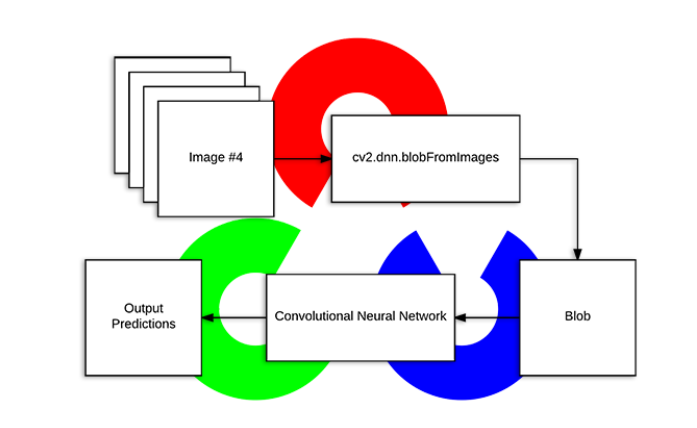 Image #4
cv2.dnn.blobFromImages
Output
Predictions
Convolutional Neural Network
Blob